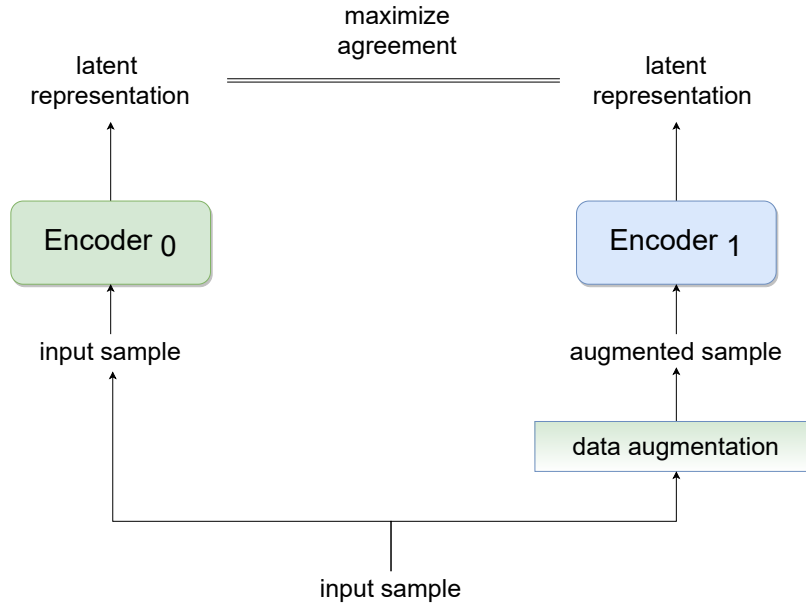 maximize
agreement
latent
representation
latent
representation
Encoder 0
Encoder 1
input sample
augmented sample
data augmentation
input sample